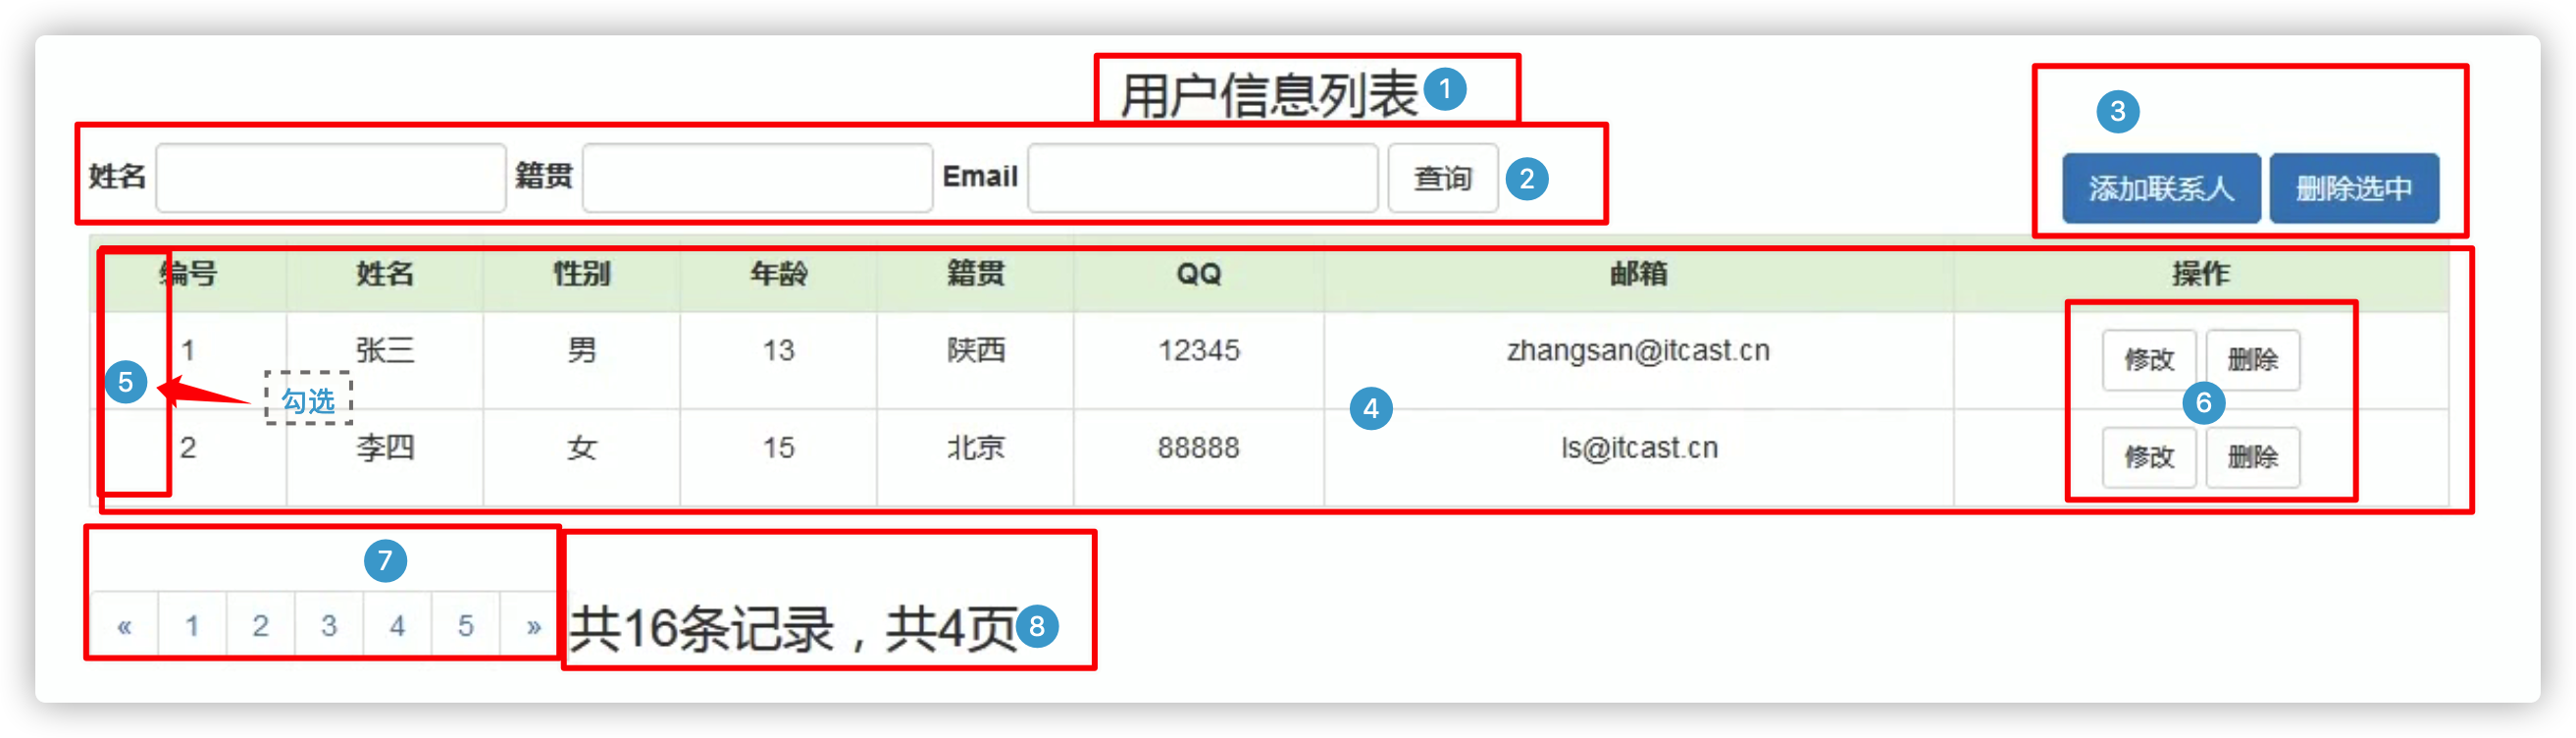 用户信息列表 1
3
姓名 籍贯 Email 查询 2
添加联系人 删除选中
编号 姓名 性别 年龄 籍贯 QQ 邮箱 操作
1 张三 男 13 陕西 12345 zhangsan@itcast.cn 修改 删除
5 勾选 4 6
2 李四 女 15 北京 88888 ls@itcast.cn 修改 删除
7
« 1 2 3 4 5 » 共16条记录，共4页 8